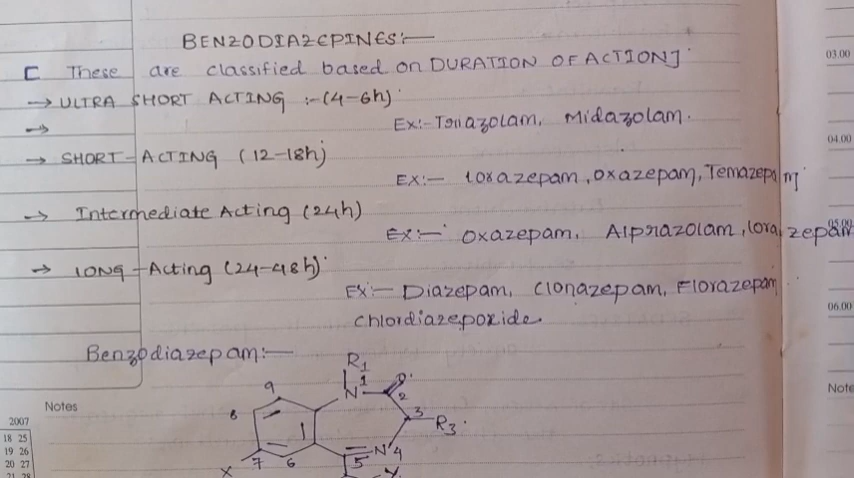 BENZODIAZEPINES:—
[ These are classified based on DURATION OF ACTION]
→ ULTRA SHORT ACTING :-(4-6h)
→ Ex:-Triazolam, Midazolam.
→ SHORT-ACTING (12-18h)
Ex:— lorazepam, oxazepam, Temazepam]
→ Intermediate Acting (24h)
Ex:— oxazepam, Alprazolam, lorazepam
→ long-Acting (24-48h)
Ex:— Diazepam, clonazepam, Florazepam
chlordiazepoxide.
Benzodiazepam:—
R1
9 N 1 O
8 2
3 R3
N 4
X 7 6 5 Y
03.00
04.00
05.00
06.00
Note
Notes
2007
18 25
19 26
20 27
21 28